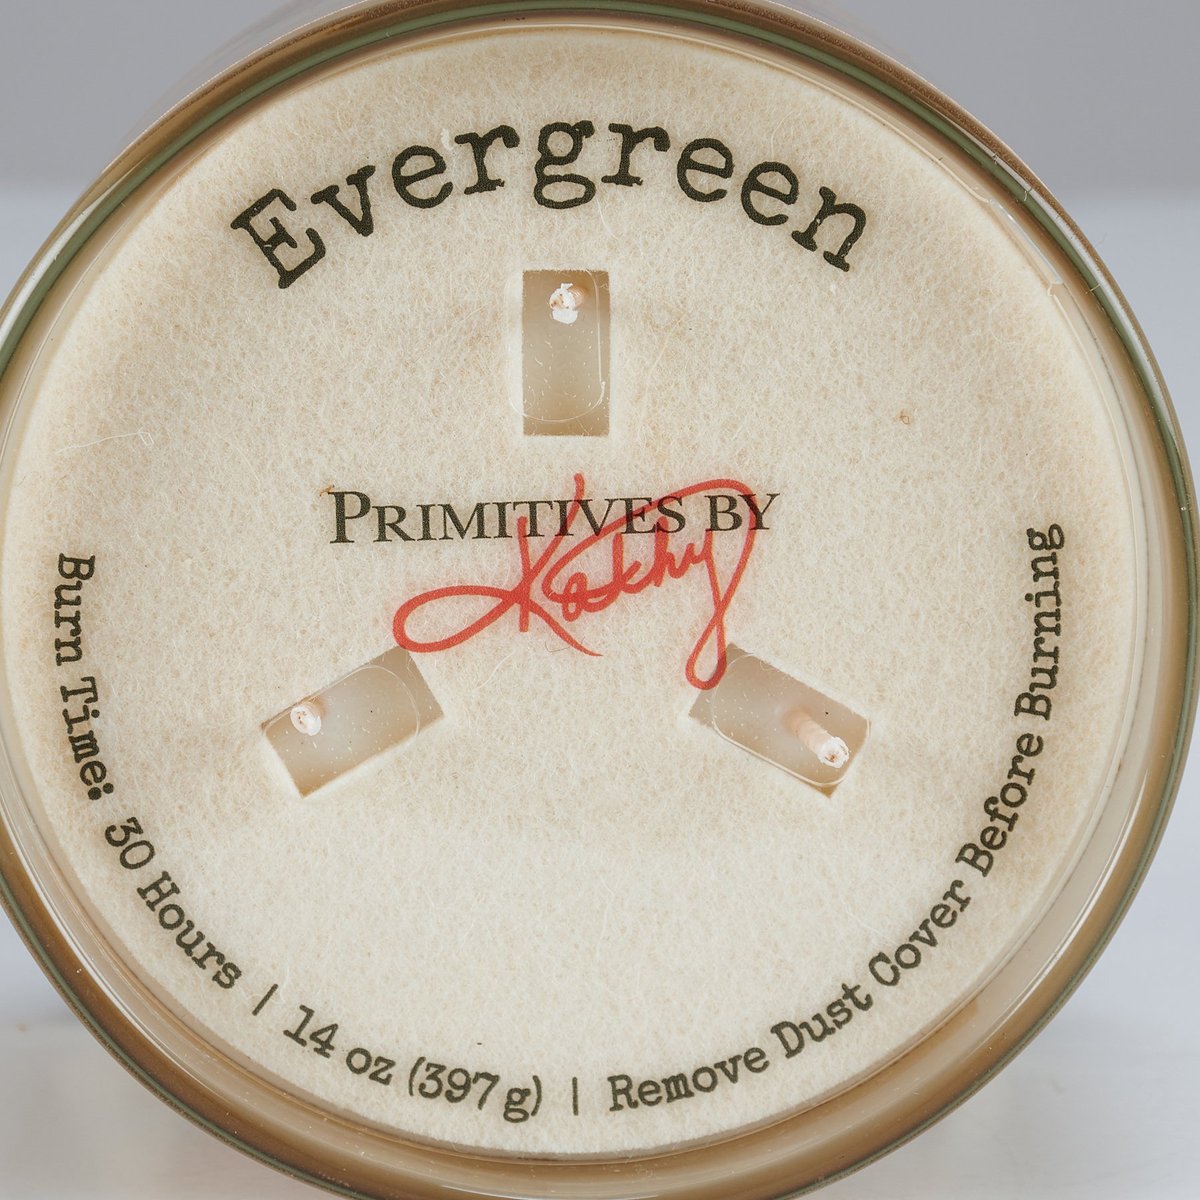 Evergreen
PRIMITIVES BY
Kathy
Burn Time: 30 Hours | 14 oz (397 g) | Remove Dust Cover Before Burning